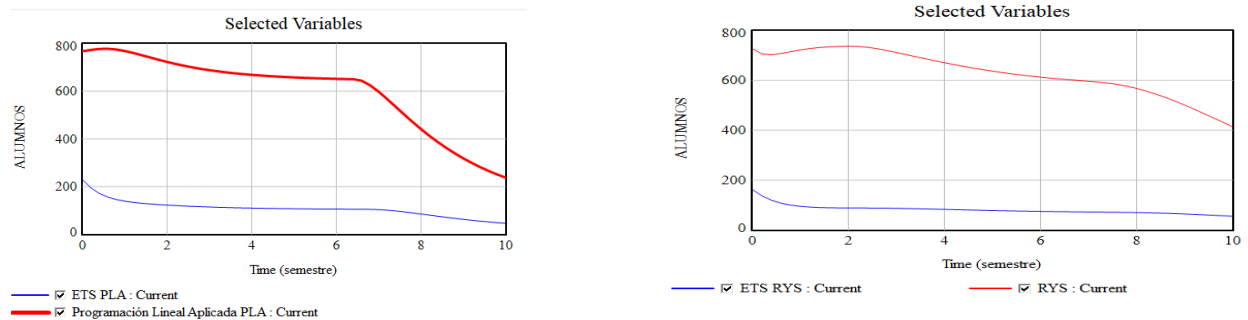 Selected Variables
800
600
400
200
0
ALUMNOS
0 2 4 6 8 10
Time (semestre)
ETS PLA : Current
Programación Lineal Aplicada PLA : Current
Selected Variables
800
600
400
200
0
ALUMNOS
0 2 4 6 8 10
Time (semestre)
ETS RYS : Current RYS : Current